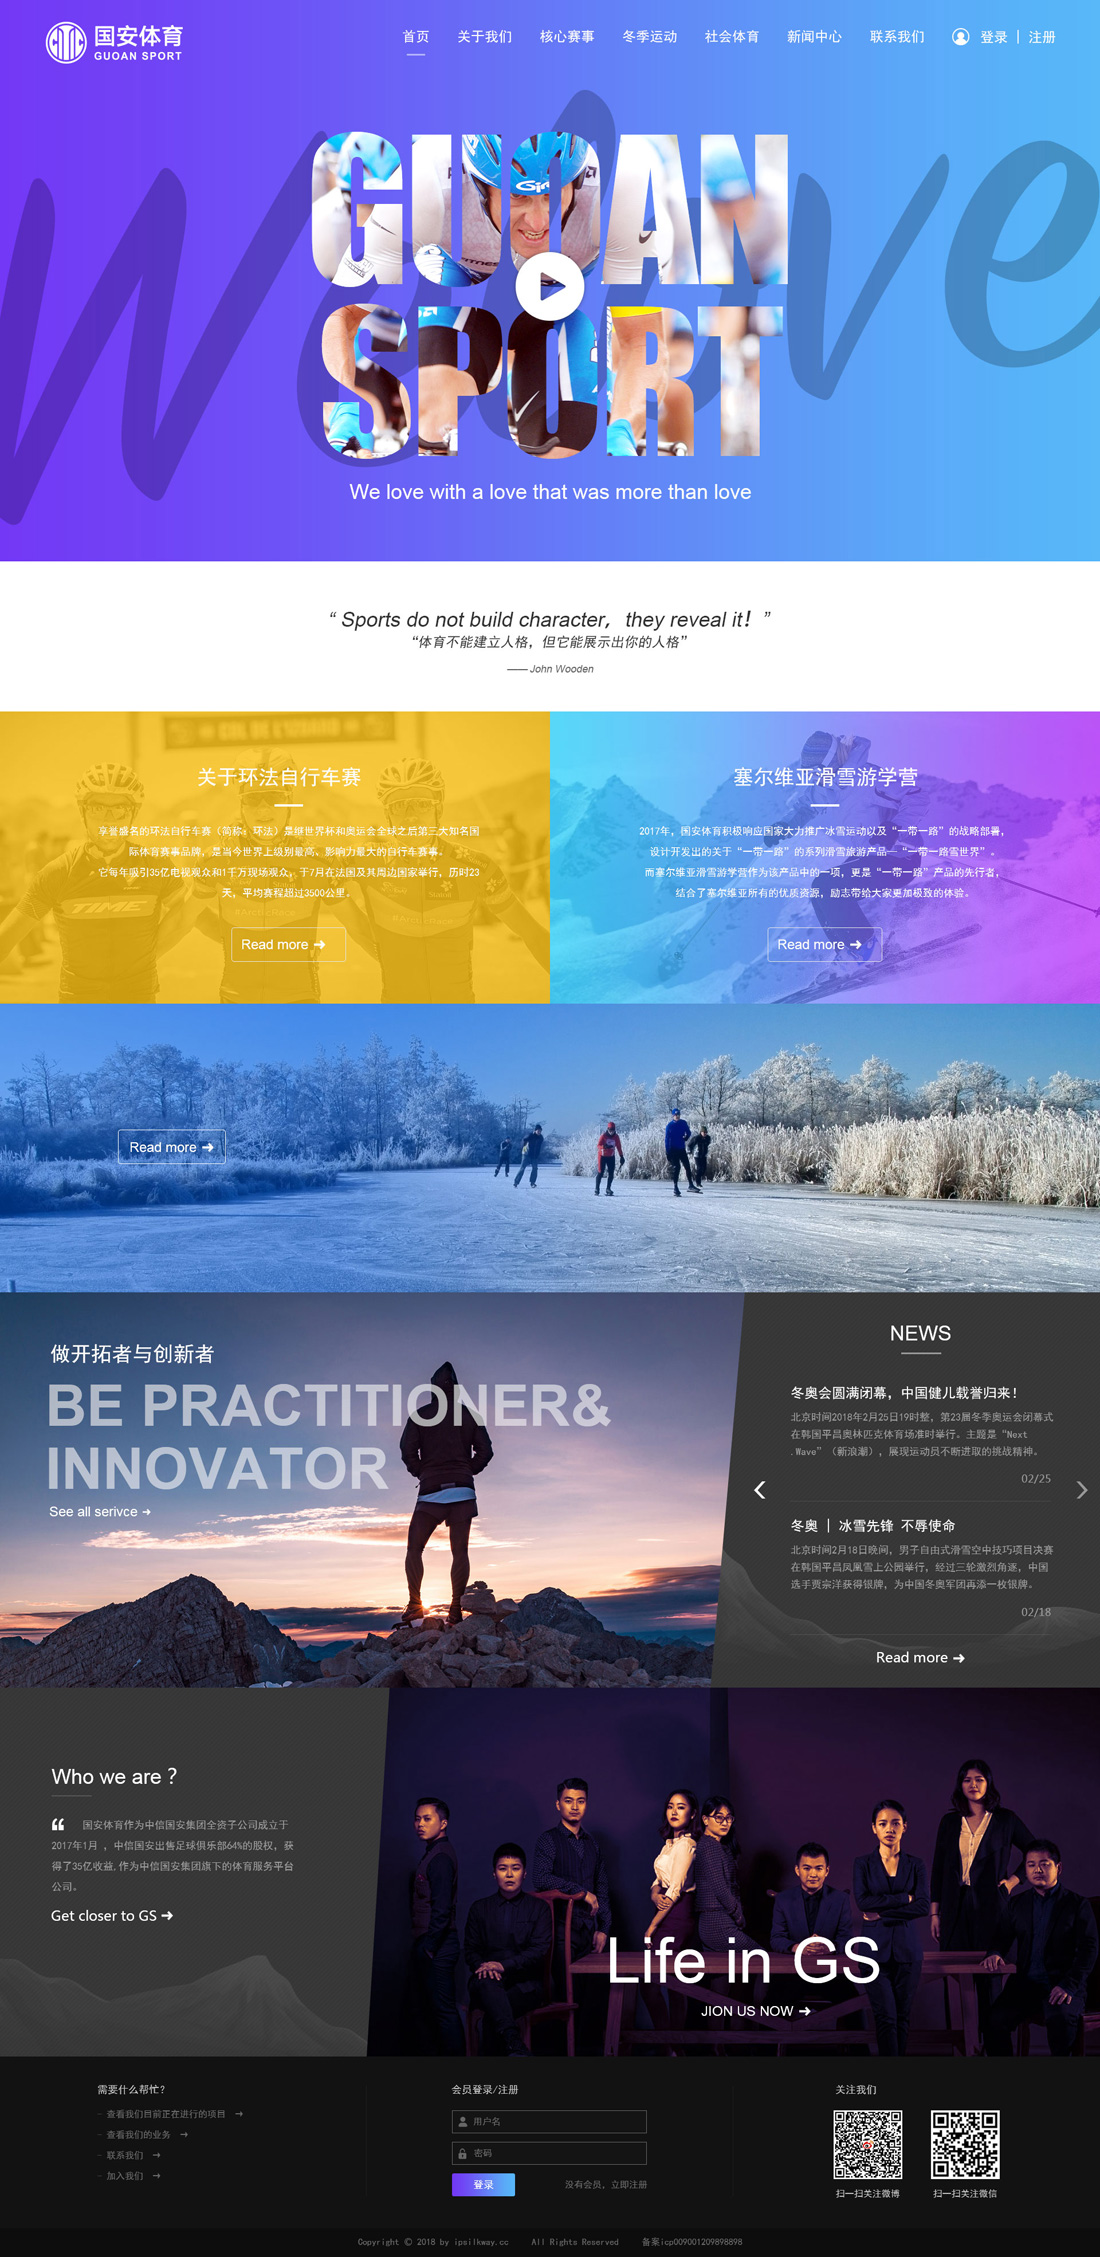 国安体育
GUOAN SPORT
首页 关于我们 核心赛事 冬季运动 社会体育 新闻中心 联系我们 登录 | 注册
We love
GUOAN
SPORT
We love with a love that was more than love
“ Sports do not build character, they reveal it! ”
“体育不能建立人格，但它能展示出你的人格”
—— John Wooden
关于环法自行车赛
享誉盛名的环法自行车赛（简称：环法）是继世界杯和奥运会全球之后第三大知名国
际体育赛事品牌，是当今世界上级别最高、影响力最大的自行车赛事。
它每年吸引35亿电视观众和1千万现场观众，于7月在法国及其周边国家举行，历时23
天，平均赛程超过3500公里。
TIME
#ArcticRace
Read more ➜
塞尔维亚滑雪游学营
2017年，国安体育积极响应国家大力推广冰雪运动以及“一带一路”的战略部署，
设计开发出的关于“一带一路”的系列滑雪旅游产品—“一带一路雪世界”。
而塞尔维亚滑雪游学营作为该产品中的一项，更是“一带一路”产品的先行者，
结合了塞尔维亚所有的优质资源，励志带给大家更加极致的体验。
Read more ➜
Read more ➜
做开拓者与创新者
BE PRACTITIONER&
INNOVATOR
See all serivce ➜
NEWS
冬奥会圆满闭幕，中国健儿载誉归来！
北京时间2018年2月25日19时整，第23届冬季奥运会闭幕式
在韩国平昌奥林匹克体育场准时举行。主题是“Next
.Wave”（新浪潮），展现运动员不断进取的挑战精神。
02/25
冬奥 | 冰雪先锋 不辱使命
北京时间2月18日晚间，男子自由式滑雪空中技巧项目决赛
在韩国平昌凤凰雪上公园举行，经过三轮激烈角逐，中国
选手贾宗洋获得银牌，为中国冬奥军团再添一枚银牌。
02/18
Read more ➜
Who we are ?
“ 国安体育作为中信国安集团全资子公司成立于
2017年1月 ，中信国安出售足球俱乐部64%的股权，获
得了35亿收益,作为中信国安集团旗下的体育服务平台
公司。
Get closer to GS ➜
Life in GS
JION US NOW ➜
需要什么帮忙?
- 查看我们目前正在进行的项目 ➜
- 查看我们的业务 ➜
- 联系我们 ➜
- 加入我们 ➜
会员登录/注册
用户名
密码
登录 没有会员，立即注册
关注我们
扫一扫关注微博 扫一扫关注微信
Copyright © 2018 by ipsilkway.cc All Rights Reserved 备案icp009001209898898